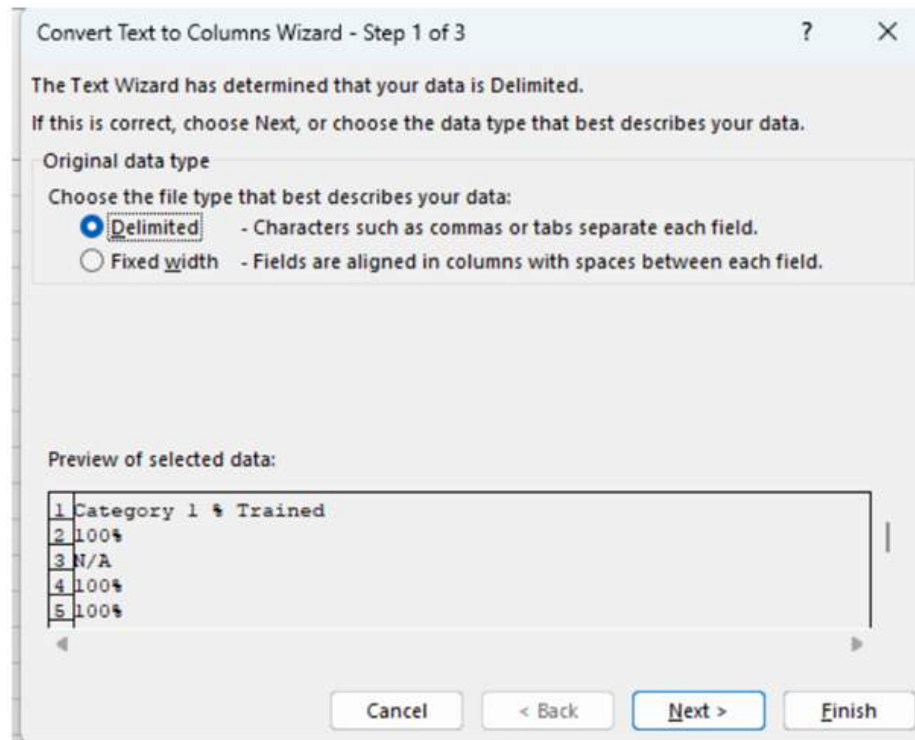 Convert Text to Columns Wizard - Step 1 of 3 ?
The Text Wizard has determined that your data is Delimited.
If this is correct, choose Next, or choose the data type that best describes your data.
Original data type
Choose the file type that best describes your data:
Delimited - Characters such as commas or tabs separate each field.
Fixed width - Fields are aligned in columns with spaces between each field.
Preview of selected data:
1 Category 1 % Trained
2 100%
3 N/A
4 100%
5 100%
Cancel < Back Next > Finish